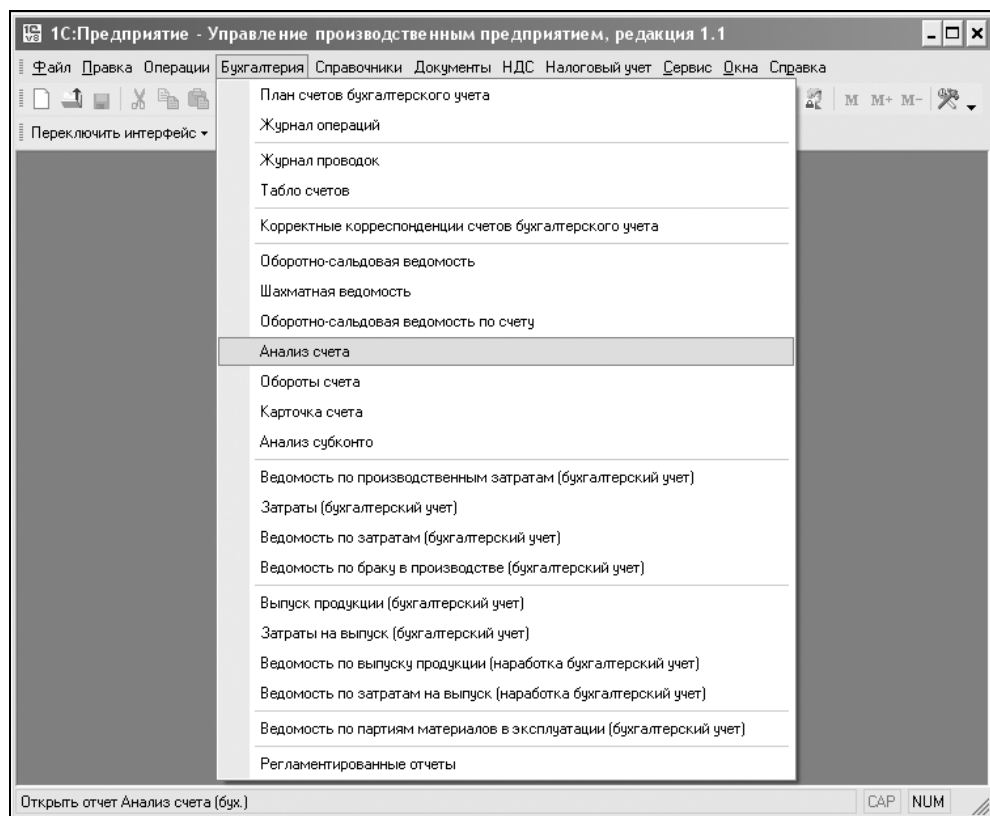 1С:Предприятие - Управление производственным предприятием, редакция 1.1
Файл Правка Операции Бухгалтерия Справочники Документы НДС Налоговый учет Сервис Окна Справка
M M+ M-
Переключить интерфейс
План счетов бухгалтерского учета
Журнал операций
Журнал проводок
Табло счетов
Корректные корреспонденции счетов бухгалтерского учета
Оборотно-сальдовая ведомость
Шахматная ведомость
Оборотно-сальдовая ведомость по счету
Анализ счета
Обороты счета
Карточка счета
Анализ субконто
Ведомость по производственным затратам (бухгалтерский учет)
Затраты (бухгалтерский учет)
Ведомость по затратам (бухгалтерский учет)
Ведомость по браку в производстве (бухгалтерский учет)
Выпуск продукции (бухгалтерский учет)
Затраты на выпуск (бухгалтерский учет)
Ведомость по выпуску продукции (наработка бухгалтерский учет)
Ведомость по затратам на выпуск (наработка бухгалтерский учет)
Ведомость по партиям материалов в эксплуатации (бухгалтерский учет)
Регламентированные отчеты
Открыть отчет Анализ счета (бух.)
CAP NUM